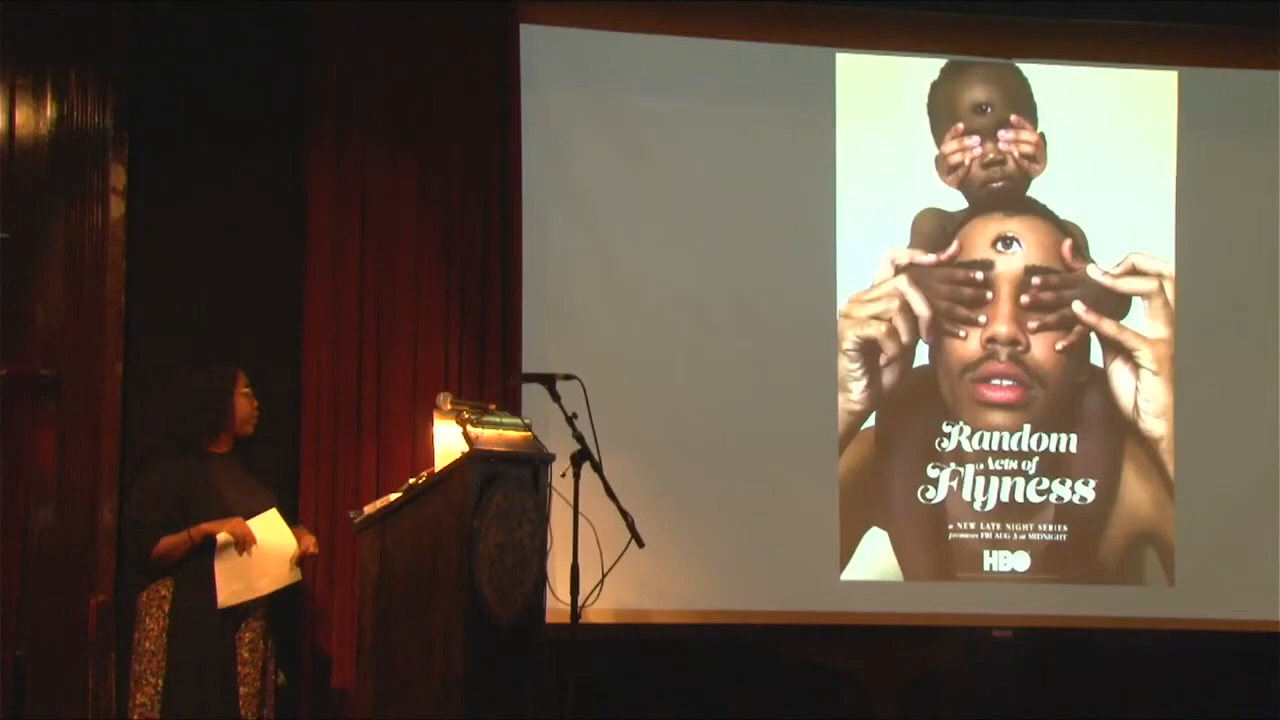 Random
Acts of
Flyness
a NEW LATE NIGHT SERIES
premieres FRI AUG 3 at MIDNIGHT
HBO